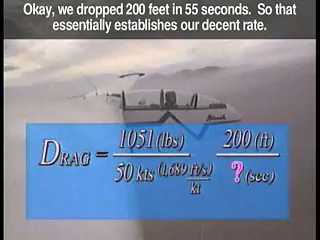 Okay, we dropped 200 feet in 55 seconds.  So that
essentially establishes our decent rate.
DRAG = 1051 (lbs) 200 (ft)
50 kts (1.689 ft/s) ? (sec)
kt